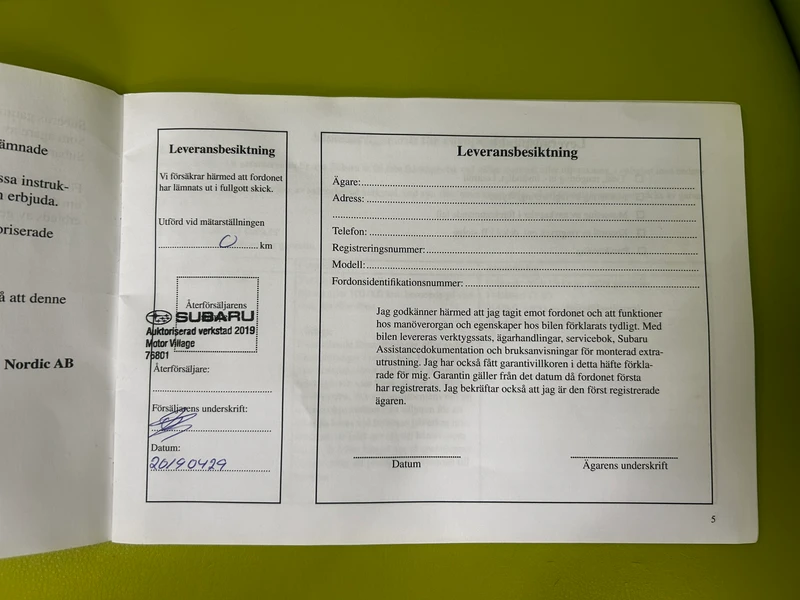 ämnade
ssa instruk-
erbjuda.
oriserade
å att denne
Nordic AB
Leveransbesiktning
Vi försäkrar härmed att fordonet
har lämnats ut i fullgott skick.
Utförd vid mätarställningen
0 km
Återförsäljarens
SUBARU
Auktoriserad verkstad 2019
Motor Village
76801
Återförsäljare:
Försäljarens underskrift:
Datum:
20190429
Leveransbesiktning
Ägare:
Adress:
Telefon:
Registreringsnummer:
Modell:
Fordonsidentifikationsnummer:
Jag godkänner härmed att jag tagit emot fordonet och att funktioner
hos manöverorgan och egenskaper hos bilen förklarats tydligt. Med
bilen levereras verktygssats, ägarhandlingar, servicebok, Subaru
Assistancedokumentation och bruksanvisningar för monterad extra-
utrustning. Jag har också fått garantivillkoren i detta häfte förkla-
rade för mig. Garantin gäller från det datum då fordonet första
har registrerats. Jag bekräftar också att jag är den först registrerade
ägaren.
Datum
Ägarens underskrift
5